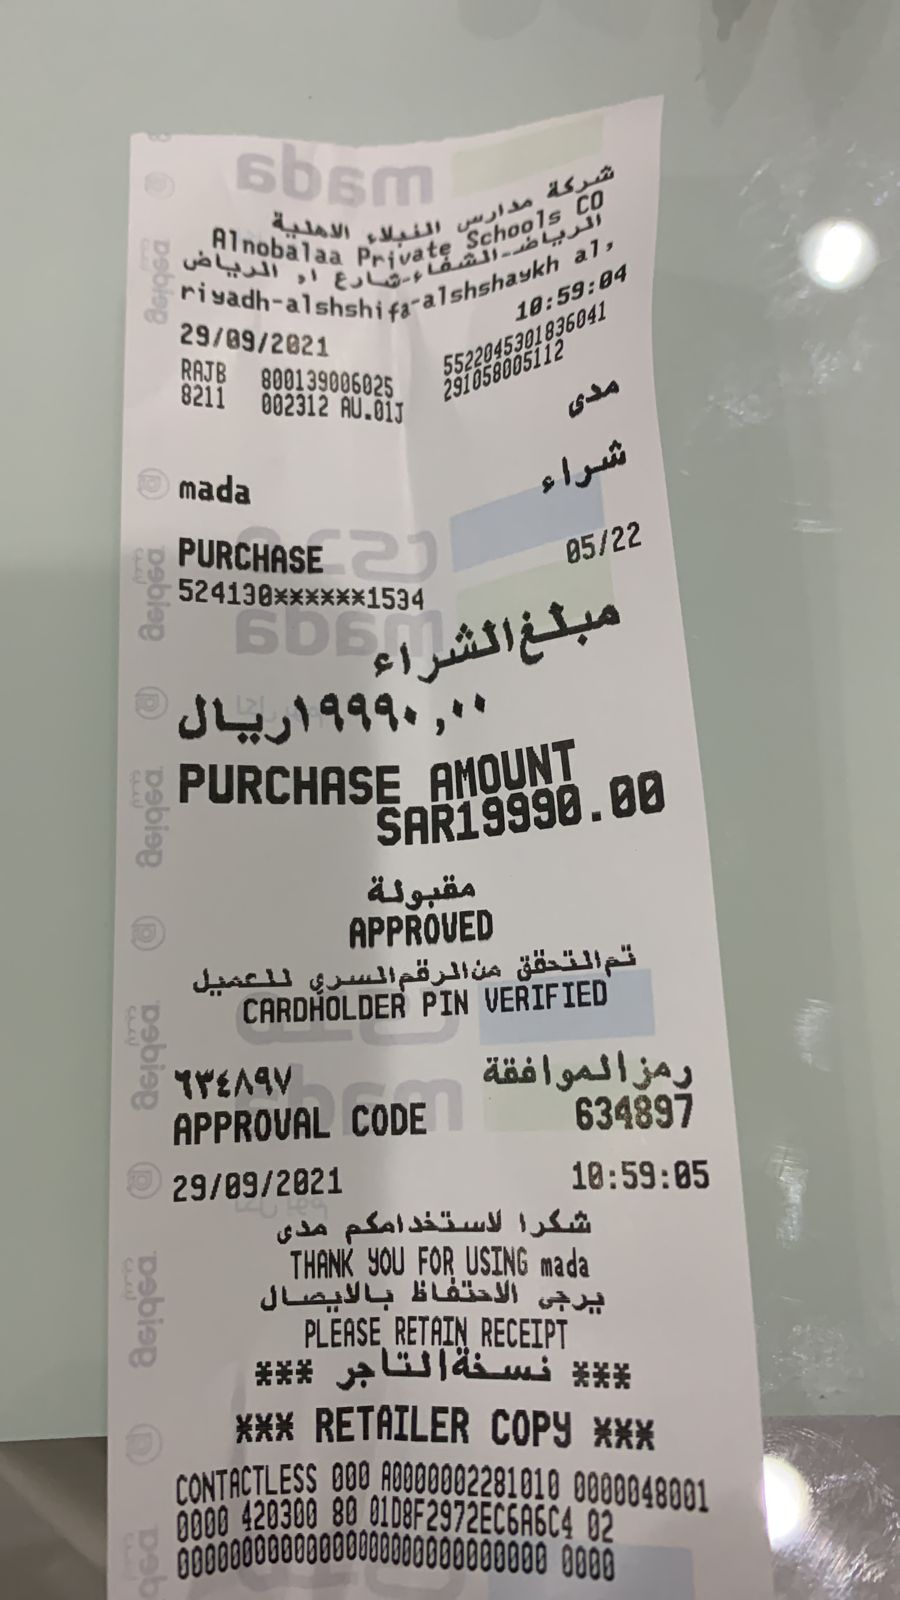 شركة مدارس النبلاء الاهلية
Alnobalaa Private Schools CO
الرياض-الشفاء-شارع ا، الرياض
riyadh-alshshifa-alshshaykh al,
29/09/2021 10:59:04
RAJB 800139006025 5522045301836041
8211 002312 AU.01J 291058005112
مدى
mada
شراء
PURCHASE
05/22
524130******1534
مبلغ الشراء
١٩٩٩٠,٠٠ ريال
PURCHASE AMOUNT
SAR19990.00
مقبولة
APPROVED
تم التحقق من الرقم السري للعميل
CARDHOLDER PIN VERIFIED
رمز الموافقة ٦٣٤٨٩٧
APPROVAL CODE 634897
29/09/2021 10:59:05
شكرا لاستخدامكم مدى
THANK YOU FOR USING mada
يرجى الاحتفاظ بالايصال
PLEASE RETAIN RECEIPT
*** نسخة التاجر ***
*** RETAILER COPY ***
CONTACTLESS 000 A0000002281010 0000048001
0000 420300 80 01D8F2972EC6A6C4 02
0000000000000000000000000000 0000